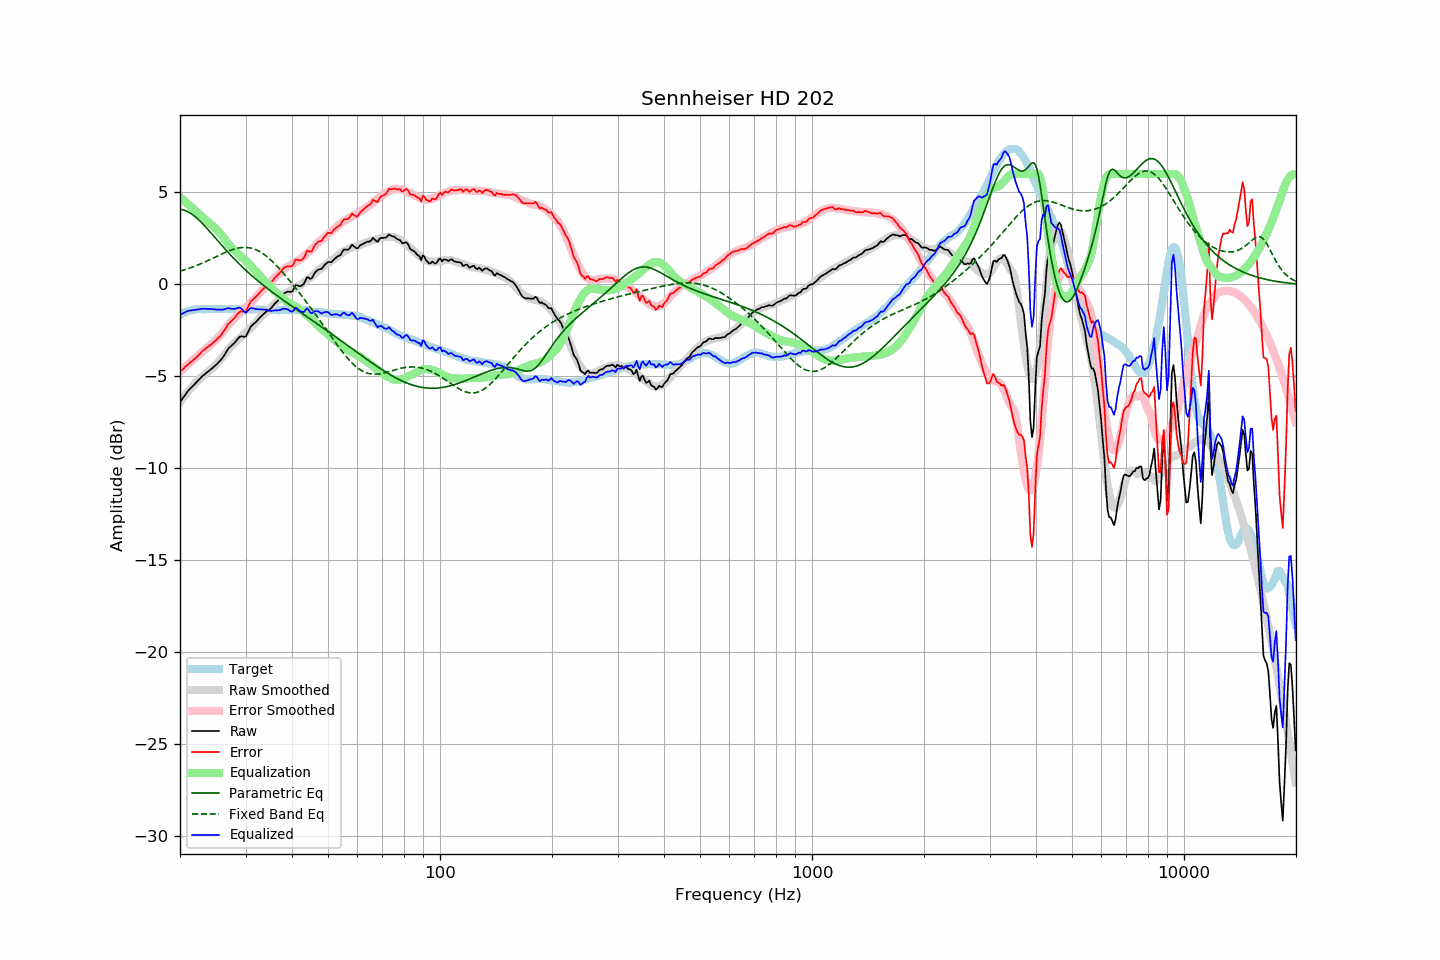 Sennheiser HD 202
Amplitude (dBr)
5
0
−5
−10
−15
−20
−25
−30
Target
Raw Smoothed
Error Smoothed
Raw
Error
Equalization
Parametric Eq
Fixed Band Eq
Equalized
100
1000
10000
Frequency (Hz)